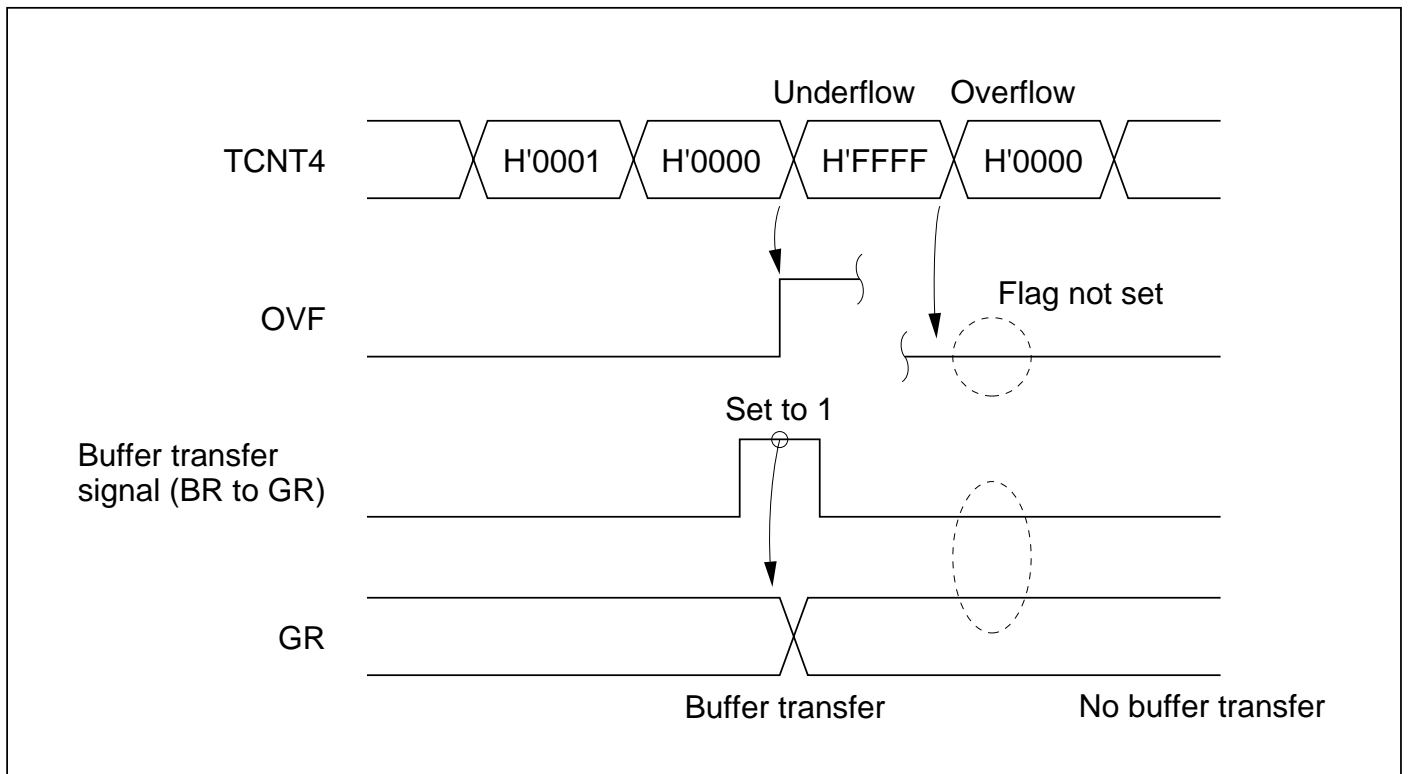 Underflow Overflow
TCNT4 H'0001 H'0000 H'FFFF H'0000
Flag not set
OVF
Set to 1
Buffer transfer
signal (BR to GR)
GR
Buffer transfer No buffer transfer